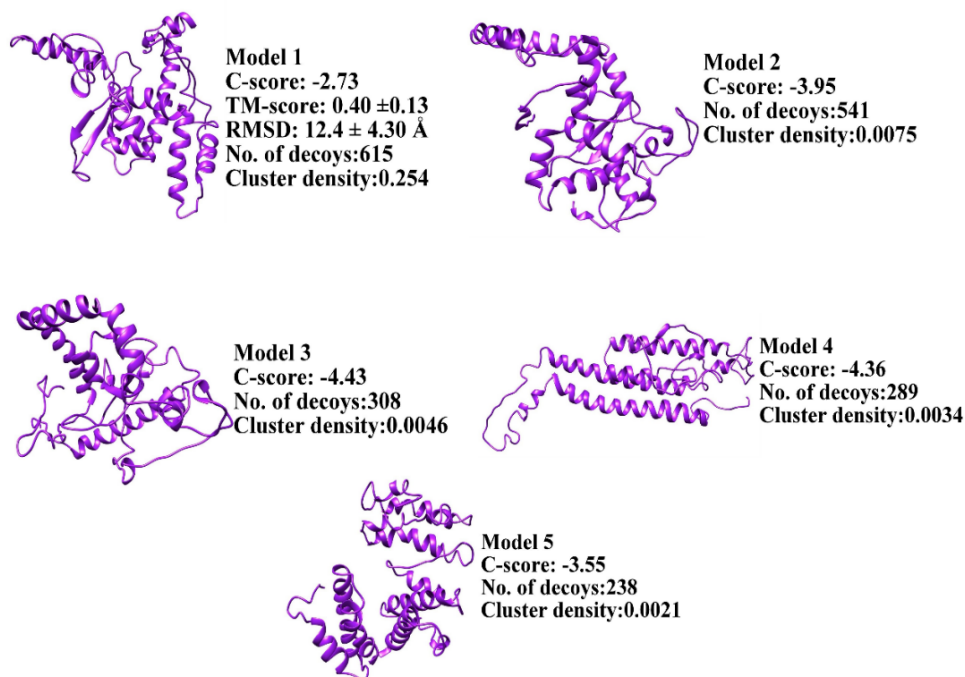 Model 1
C-score: -2.73
TM-score: 0.40 ±0.13
RMSD: 12.4 ± 4.30 Å
No. of decoys:615
Cluster density:0.254
Model 2
C-score: -3.95
No. of decoys:541
Cluster density:0.0075
Model 3
C-score: -4.43
No. of decoys:308
Cluster density:0.0046
Model 4
C-score: -4.36
No. of decoys:289
Cluster density:0.0034
Model 5
C-score: -3.55
No. of decoys:238
Cluster density:0.0021